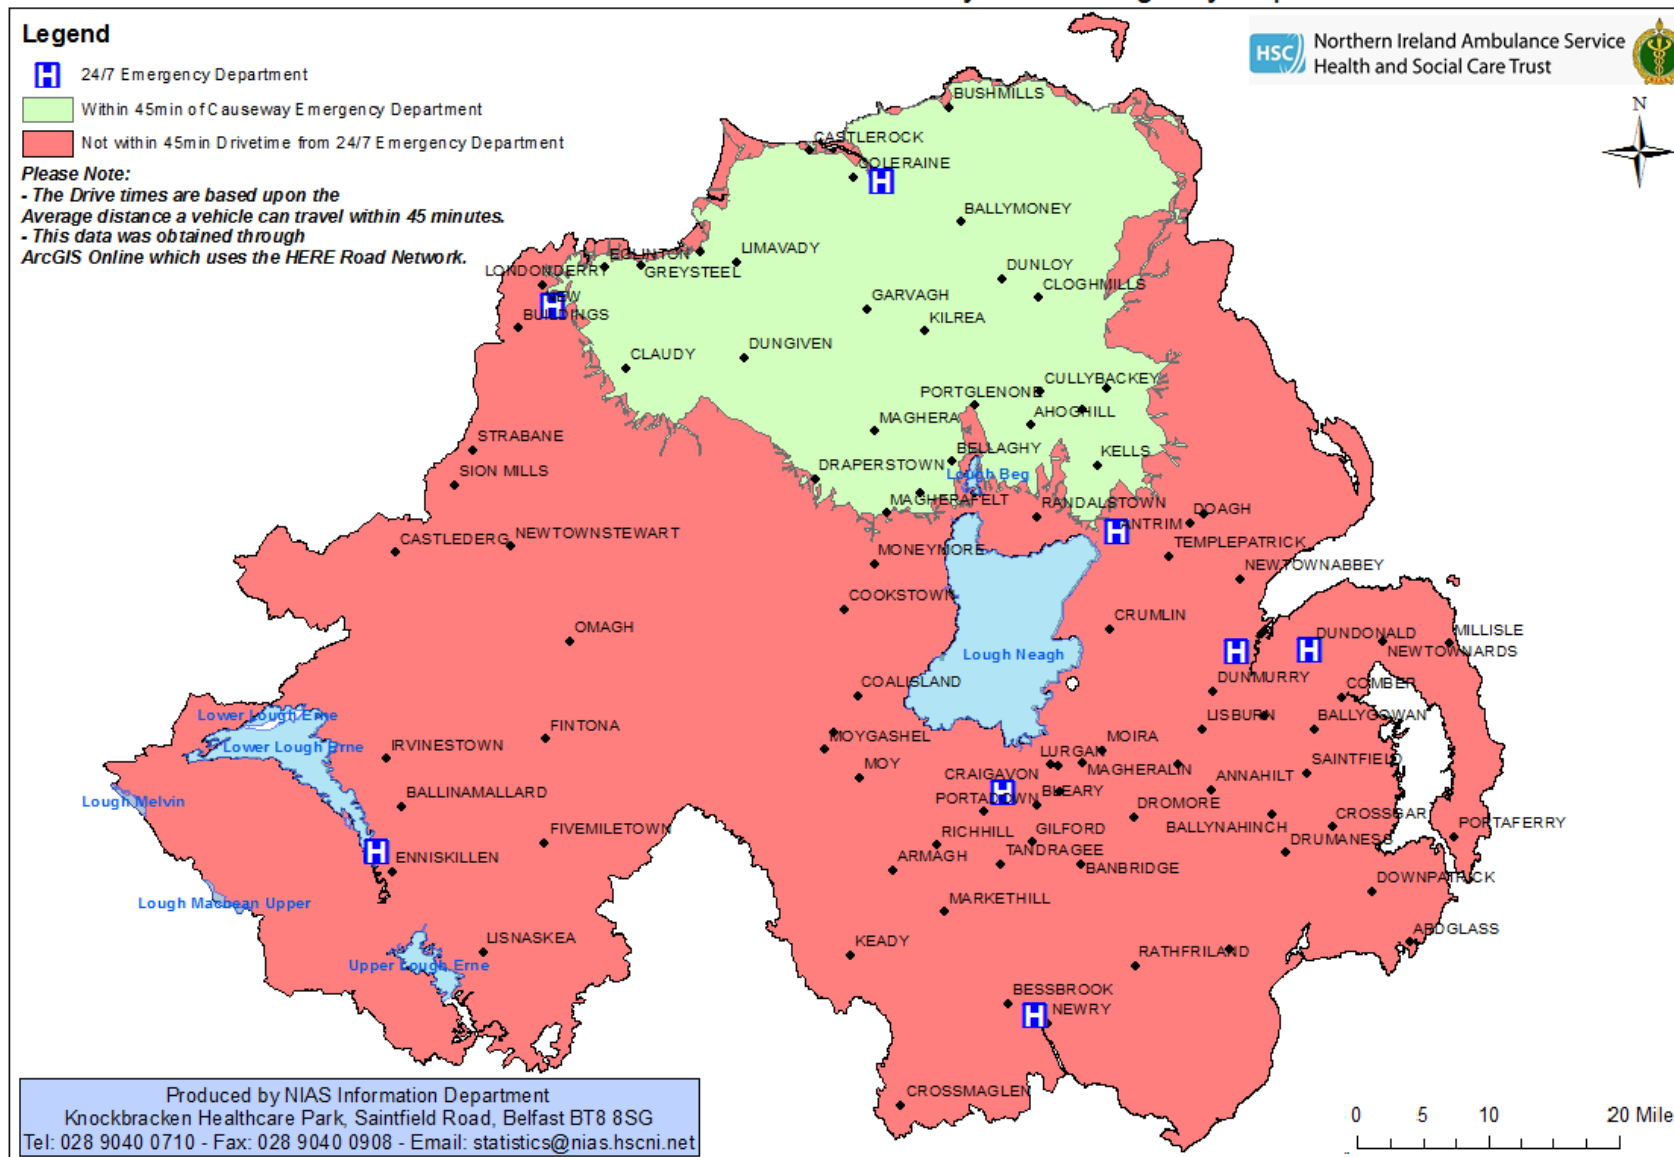 Legend
24/7 Emergency Department
Within 45min of Causeway Emergency Department
Not within 45min Drivetime from 24/7 Emergency Department
Please Note:
- The Drive times are based upon the
Average distance a vehicle can travel within 45 minutes.
- This data was obtained through
ArcGIS Online which uses the HERE Road Network.
HSC
Northern Ireland Ambulance Service
Health and Social Care Trust
N
BUSHMILLS
CASTLEROCK
COLERAINE
H
BALLYMONEY
LIMAVADY
EGLINTON
GREYSTEEL
LONDONDERRY
DUNLOY
CLOGHMILLS
NEW
BUILDINGS
H
GARVAGH
KILREA
DUNGIVEN
CLAUDY
CULLYBACKEY
PORTGLENONE
AHOGHILL
MAGHERA
STRABANE
BELLAGHY
KELLS
SION MILLS
DRAPERSTOWN
Lough Beg
MAGHERAFELT
RANDALSTOWN
DOAGH
H
ANTRIM
NEWTOWNSTEWART
CASTLEDERG
MONEYMORE
TEMPLEPATRICK
NEWTOWNABBEY
COOKSTOWN
CRUMLIN
OMAGH
Lough Neagh
H
H
DUNDONALD
MILLISLE
NEWTOWNARDS
DUNMURRY
COMBER
COALISLAND
Lower Lough Erne
LISBURN
BALLYGOWAN
FINTONA
Lower Lough Erne
IRVINESTOWN
MOYGASHEL
MOIRA
LURGAN
MAGHERALIN
SAINTFIELD
MOY
CRAIGAVON
ANNAHILT
H
BLEARY
Lough Melvin
BALLINAMALLARD
PORTADOWN
DROMORE
CROSSGAR
BALLYNAHINCH
PORTAFERRY
FIVEMILETOWN
RICHHILL
GILFORD
DRUMANESS
H
ENNISKILLEN
ARMAGH
TANDRAGEE
BANBRIDGE
DOWNPATRICK
Lough Macnean Upper
MARKETHILL
ARDGLASS
LISNASKEA
KEADY
RATHFRILAND
Upper Lough Erne
BESSBROOK
H
NEWRY
CROSSMAGLEN
Produced by NIAS Information Department
Knockbracken Healthcare Park, Saintfield Road, Belfast BT8 8SG
Tel: 028 9040 0710 - Fax: 028 9040 0908 - Email: statistics@nias.hscni.net
0 5 10 20 Mile